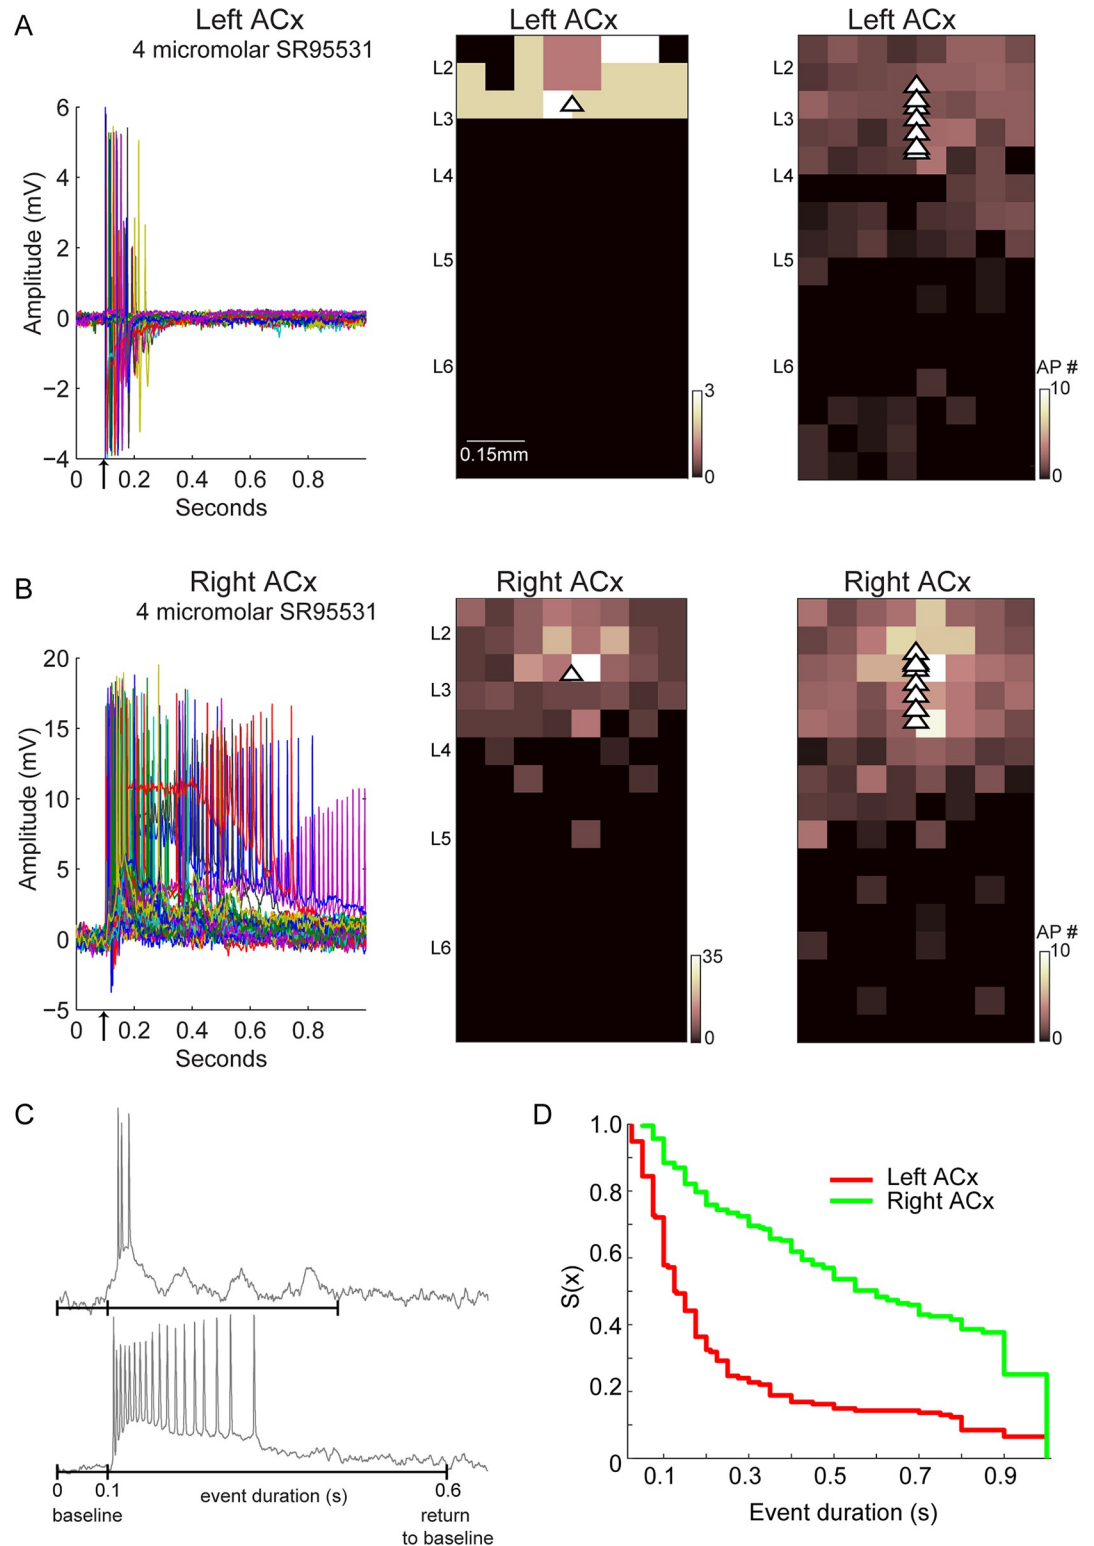 A
Left ACx
4 micromolar SR95531
Left ACx
Left ACx
6
4
2
0
−2
−4
Amplitude (mV)
0
0.2
0.4
0.6
0.8
Seconds
L2
L3
L4
L5
L6
0.15mm
3
0
L2
L3
L4
L5
L6
AP #
10
0
B
Right ACx
4 micromolar SR95531
Right ACx
Right ACx
20
15
10
5
0
−5
Amplitude (mV)
0
0.2
0.4
0.6
0.8
Seconds
L2
L3
L4
L5
L6
35
0
AP #
10
0
C
0
0.1
event duration (s)
0.6
baseline
return
to baseline
D
1.0
0.8
0.6
0.4
0.2
0
S(x)
Left ACx
Right ACx
0.1
0.3
0.5
0.7
0.9
Event duration (s)